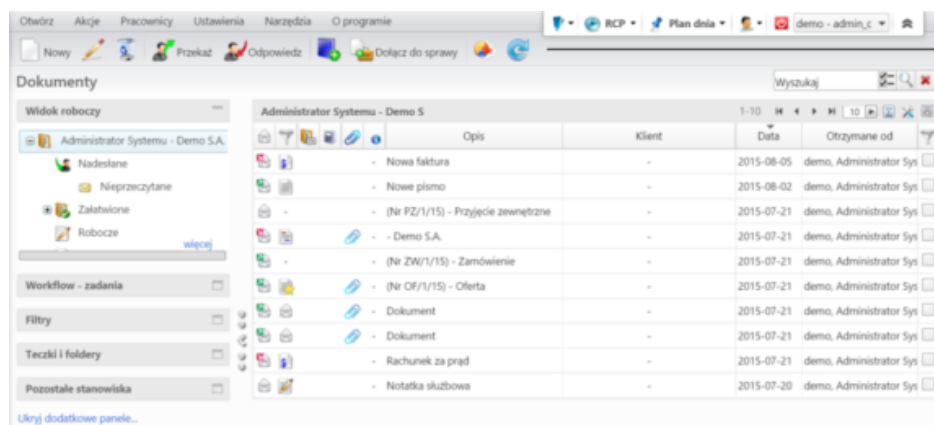 Otwórz Akcje Pracownicy Ustawienia Narzędzia O programie RCP Plan dnia demo - admin_c
Nowy Przekaż Odpowiedz Dołącz do sprawy
Dokumenty Wyszukaj
Widok roboczy
Administrator Systemu - Demo S.A.
Nadesłane
Nieprzeczytane
Załatwione
Robocze
więcej
Workflow - zadania
Filtry
Teczki i foldery
Pozostałe stanowiska
Ukryj dodatkowe panele...
Administrator Systemu - Demo S 1-10 10
Opis Klient Data Otrzymane od
- Nowa faktura - 2015-08-05 demo, Administrator Sys
- Nowe pismo - 2015-08-02 demo, Administrator Sys
- - (Nr PZ/1/15) - Przyjęcie zewnętrzne - 2015-07-21 demo, Administrator Sys
- - Demo S.A. - 2015-07-21 demo, Administrator Sys
- - (Nr ZW/1/15) - Zamówienie - 2015-07-21 demo, Administrator Sys
- (Nr OF/1/15) - Oferta - 2015-07-21 demo, Administrator Sys
- Dokument - 2015-07-21 demo, Administrator Sys
- Dokument - 2015-07-21 demo, Administrator Sys
- Rachunek za prąd - 2015-07-21 demo, Administrator Sys
- Notatka służbowa - 2015-07-20 demo, Administrator Sys